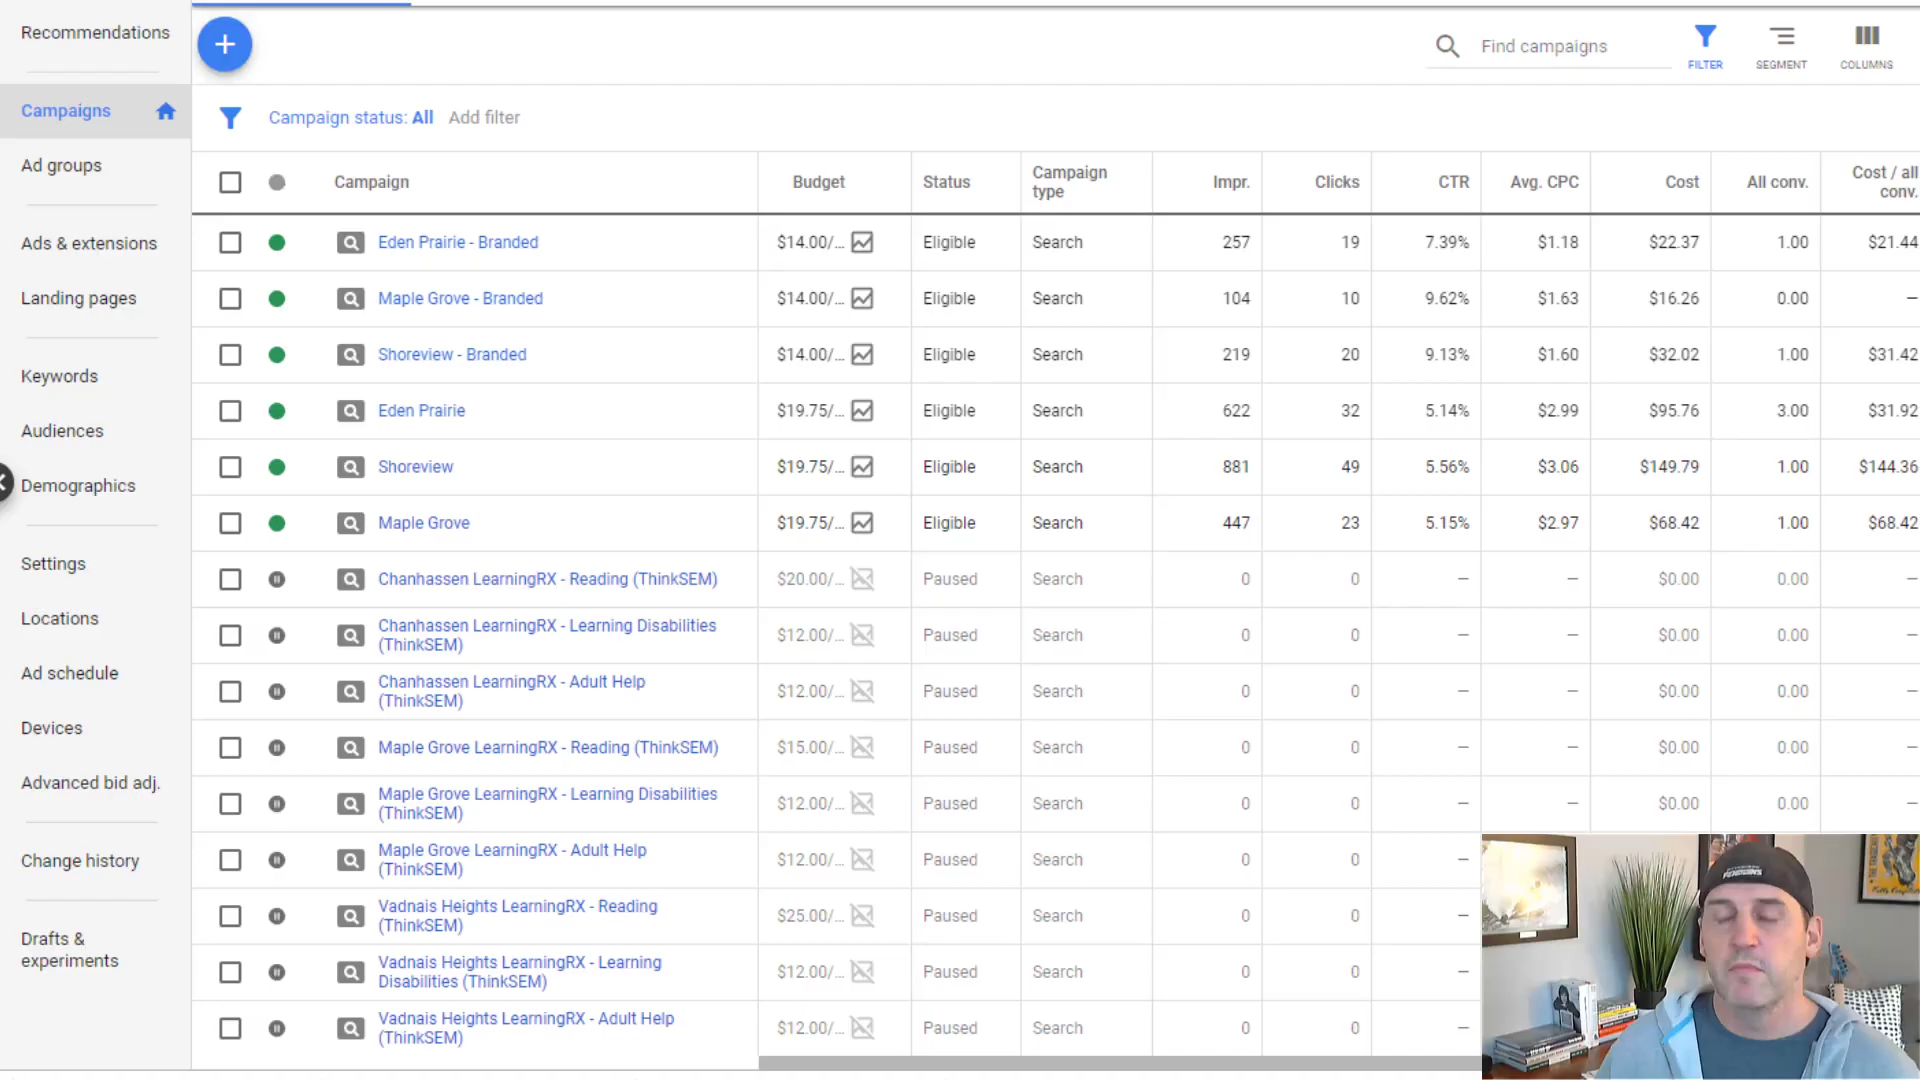 Recommendations
Find campaigns
FILTER
SEGMENT
COLUMNS
Campaigns
Campaign status: All Add filter
Ad groups
Campaign Budget Status Campaign type Impr. Clicks CTR Avg. CPC Cost All conv. Cost / all conv.
Ads & extensions
Landing pages
Keywords
Audiences
Demographics
Settings
Locations
Ad schedule
Devices
Advanced bid adj.
Change history
Drafts &
experiments
Eden Prairie - Branded $14.00/... Eligible Search 257 19 7.39% $1.18 $22.37 1.00 $21.44
Maple Grove - Branded $14.00/... Eligible Search 104 10 9.62% $1.63 $16.26 0.00 –
Shoreview - Branded $14.00/... Eligible Search 219 20 9.13% $1.60 $32.02 1.00 $31.42
Eden Prairie $19.75/... Eligible Search 622 32 5.14% $2.99 $95.76 3.00 $31.92
Shoreview $19.75/... Eligible Search 881 49 5.56% $3.06 $149.79 1.00 $144.36
Maple Grove $19.75/... Eligible Search 447 23 5.15% $2.97 $68.42 1.00 $68.42
Chanhassen LearningRX - Reading (ThinkSEM) $20.00/... Paused Search 0 0 – – $0.00 0.00 –
Chanhassen LearningRX - Learning Disabilities
(ThinkSEM) $12.00/... Paused Search 0 0 – – $0.00 0.00 –
Chanhassen LearningRX - Adult Help
(ThinkSEM) $12.00/... Paused Search 0 0 – – $0.00 0.00 –
Maple Grove LearningRX - Reading (ThinkSEM) $15.00/... Paused Search 0 0 – – $0.00 0.00 –
Maple Grove LearningRX - Learning Disabilities
(ThinkSEM) $12.00/... Paused Search 0 0 – – $0.00 0.00 –
Maple Grove LearningRX - Adult Help
(ThinkSEM) $12.00/... Paused Search 0 0 –
Vadnais Heights LearningRX - Reading
(ThinkSEM) $25.00/... Paused Search 0 0 –
Vadnais Heights LearningRX - Learning
Disabilities (ThinkSEM) $12.00/... Paused Search 0 0 –
Vadnais Heights LearningRX - Adult Help
(ThinkSEM) $12.00/... Paused Search 0 0 –